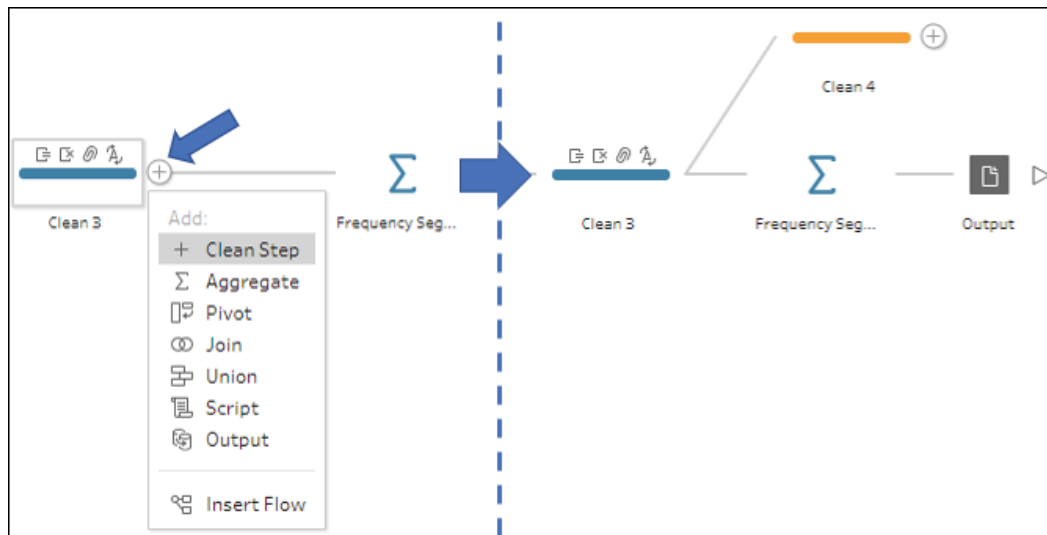 Clean 3
Add:
Clean Step
Aggregate
Pivot
Join
Union
Script
Output
Insert Flow
Frequency Seg...
Clean 4
Clean 3
Frequency Seg...
Output